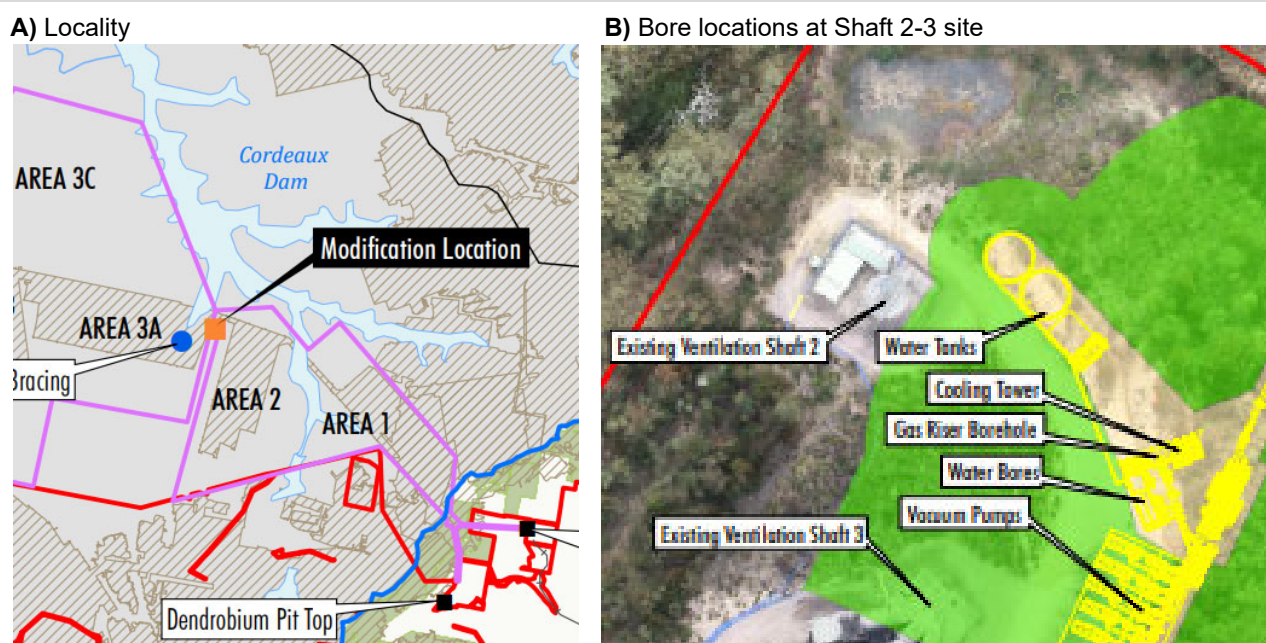 A) Locality
B) Bore locations at Shaft 2-3 site
Cordeaux
Dam
AREA 3C
Modification Location
AREA 3A
Bracing
AREA 2
AREA 1
Dendrobium Pit Top
Existing Ventilation Shaft 2
Water Tanks
Cooling Tower
Gas Riser Borehole
Water Bores
Vacuum Pumps
Existing Ventilation Shaft 3